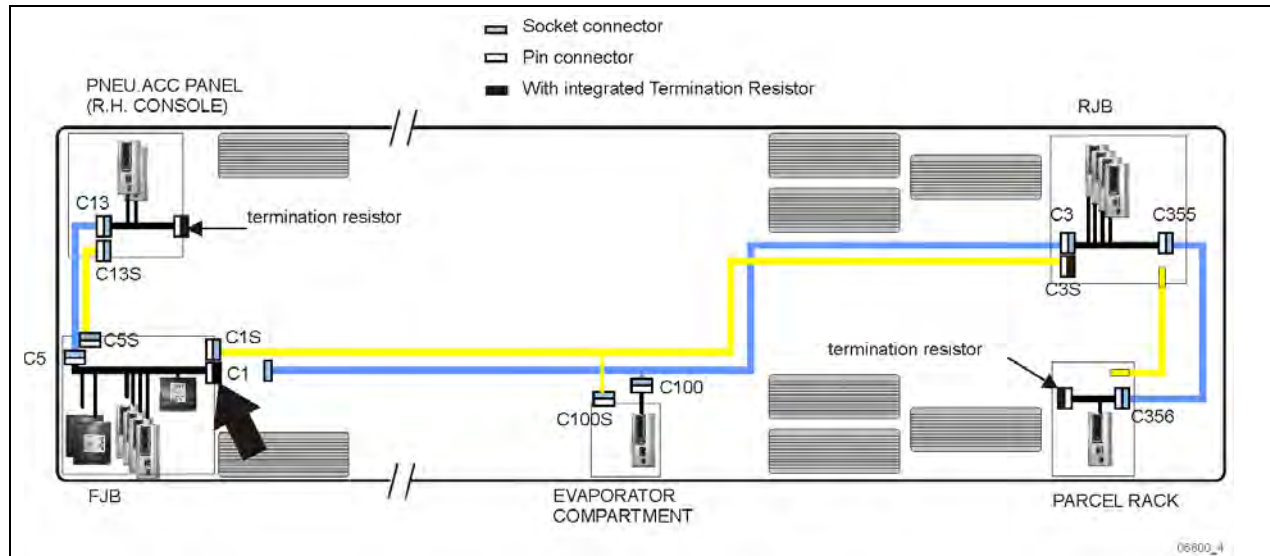 Socket connector
Pin connector
With integrated Termination Resistor
PNEU.ACC PANEL
(R.H. CONSOLE)
RJB
C13
termination resistor
C3
C355
C13S
C3S
C5S
C1S
C5
C1
termination resistor
C100
C100S
C356
FJB
EVAPORATOR
COMPARTMENT
PARCEL RACK
06600_4